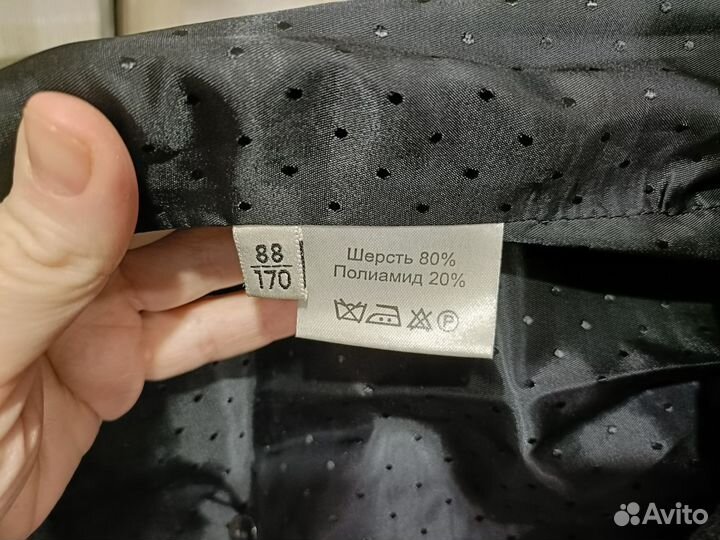 88
170
Шерсть 80%
Полиамид 20%
P
Avito